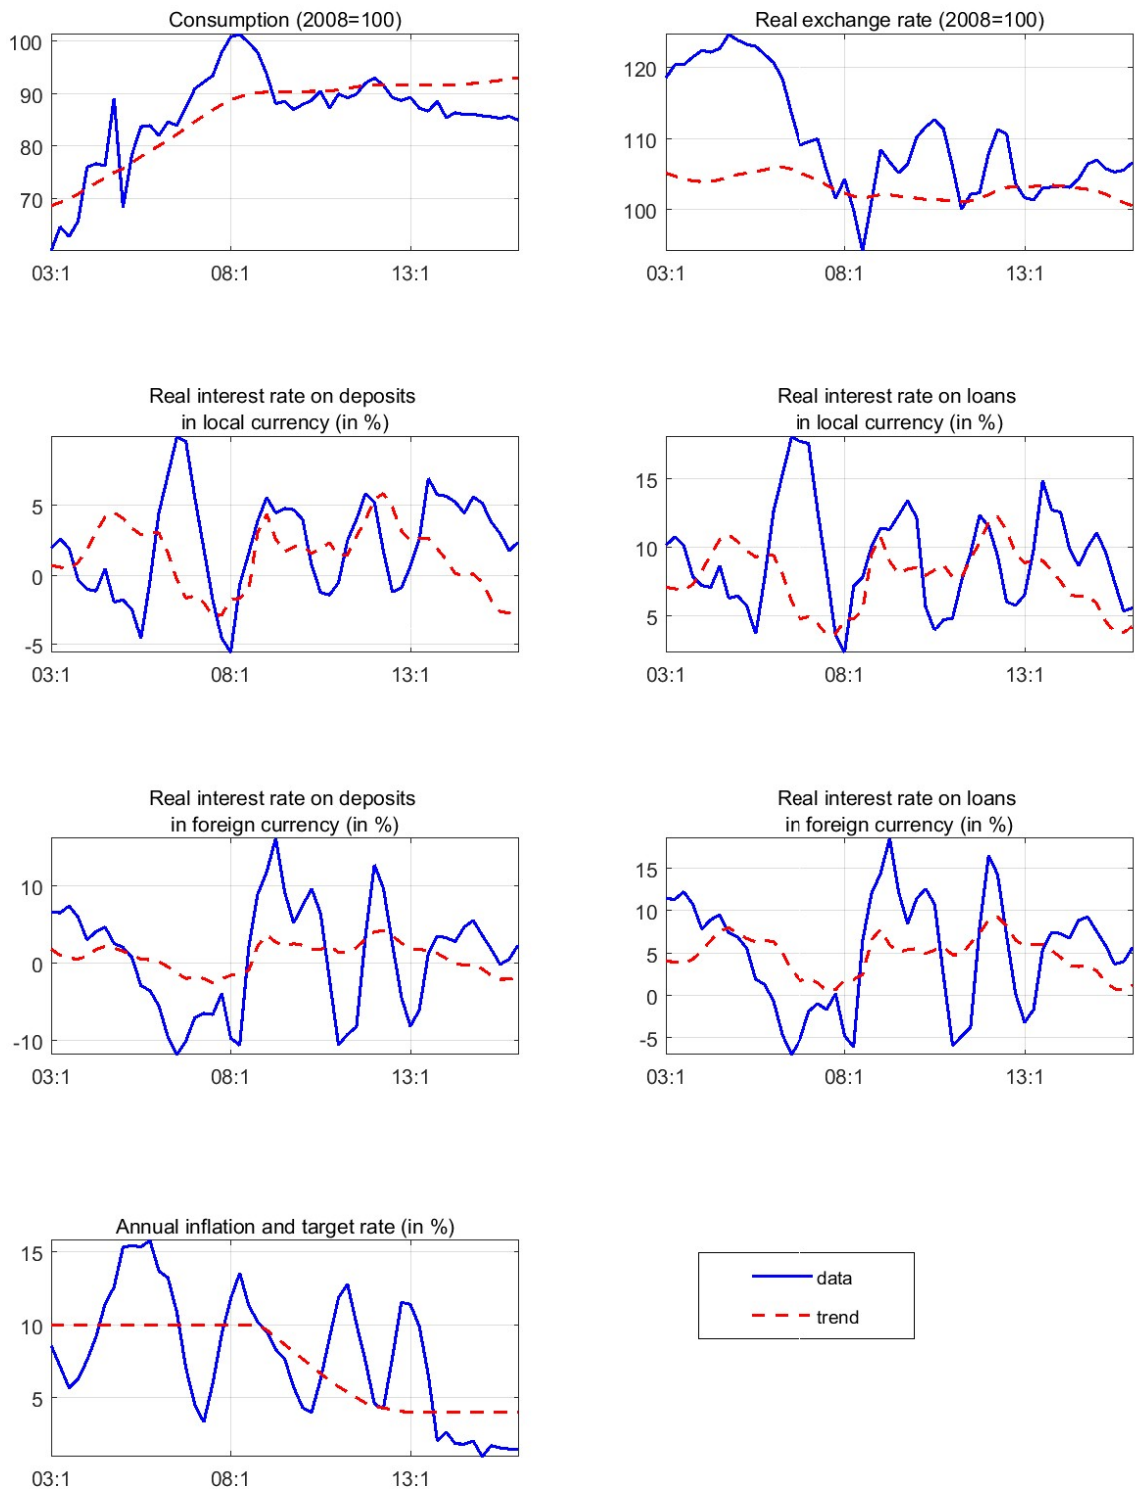 Consumption (2008=100)
100
90
80
70
03:1 08:1 13:1
Real exchange rate (2008=100)
120
110
100
03:1 08:1 13:1
Real interest rate on deposits
in local currency (in %)
5
0
-5
03:1 08:1 13:1
Real interest rate on loans
in local currency (in %)
15
10
5
03:1 08:1 13:1
Real interest rate on deposits
in foreign currency (in %)
10
0
-10
03:1 08:1 13:1
Real interest rate on loans
in foreign currency (in %)
15
10
5
0
-5
03:1 08:1 13:1
Annual inflation and target rate (in %)
15
10
5
03:1 08:1 13:1
data
trend